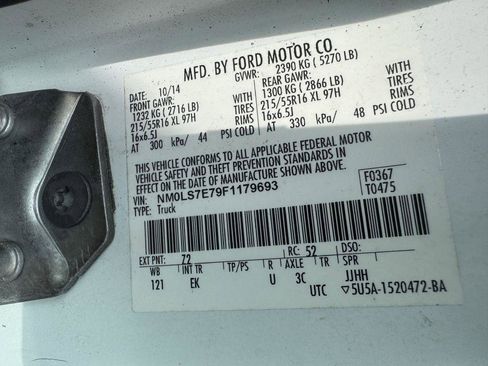 MFD. BY FORD MOTOR CO.
DATE: 10/14 GVWR: 2390 KG ( 5270 LB)
FRONT GAWR: REAR GAWR:
1232 KG ( 2716 LB) WITH 1300 KG ( 2866 LB) WITH
215/55R16 XL 97H TIRES 215/55R16 XL 97H TIRES
16x6.5J RIMS 16x6.5J RIMS
AT 300 kPa/ 44 PSI COLD AT 330 kPa/ 48 PSI COLD
THIS VEHICLE CONFORMS TO ALL APPLICABLE FEDERAL MOTOR
VEHICLE SAFETY AND THEFT PREVENTION STANDARDS IN
EFFECT ON THE DATE OF MANUFACTURE SHOWN ABOVE.
VIN: NM0LS7E79F1179693 F0367
TYPE: Truck T0475
EXT PNT: 72 RC: 52 DSO:
WB INT TR TP/PS R AXLE TR SPR
121 EK U 3C JJHH
UTC ▽5U5A-1520472-BA